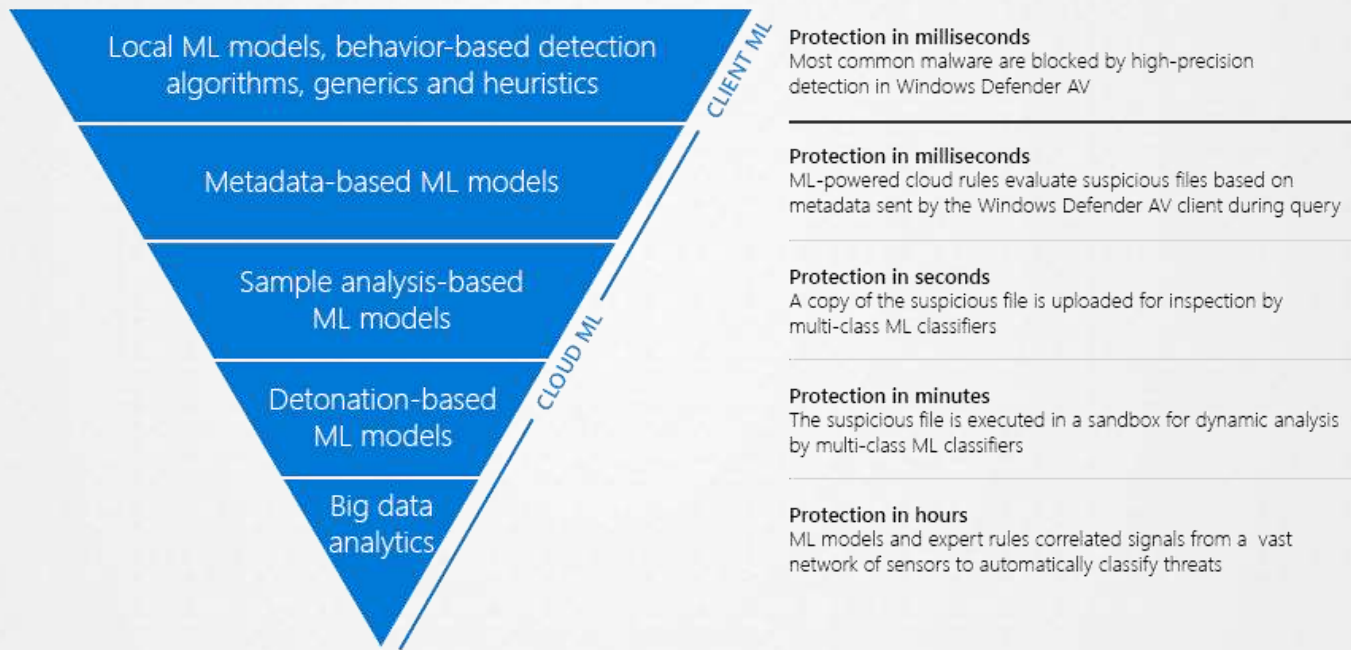 Local ML models, behavior-based detection
algorithms, generics and heuristics
CLIENT ML
Protection in milliseconds
Most common malware are blocked by high-precision
detection in Windows Defender AV
Metadata-based ML models
Protection in milliseconds
ML-powered cloud rules evaluate suspicious files based on
metadata sent by the Windows Defender AV client during query
Sample analysis-based
ML models
CLOUD ML
Protection in seconds
A copy of the suspicious file is uploaded for inspection by
multi-class ML classifiers
Detonation-based
ML models
Protection in minutes
The suspicious file is executed in a sandbox for dynamic analysis
by multi-class ML classifiers
Big data
analytics
Protection in hours
ML models and expert rules correlated signals from a vast
network of sensors to automatically classify threats